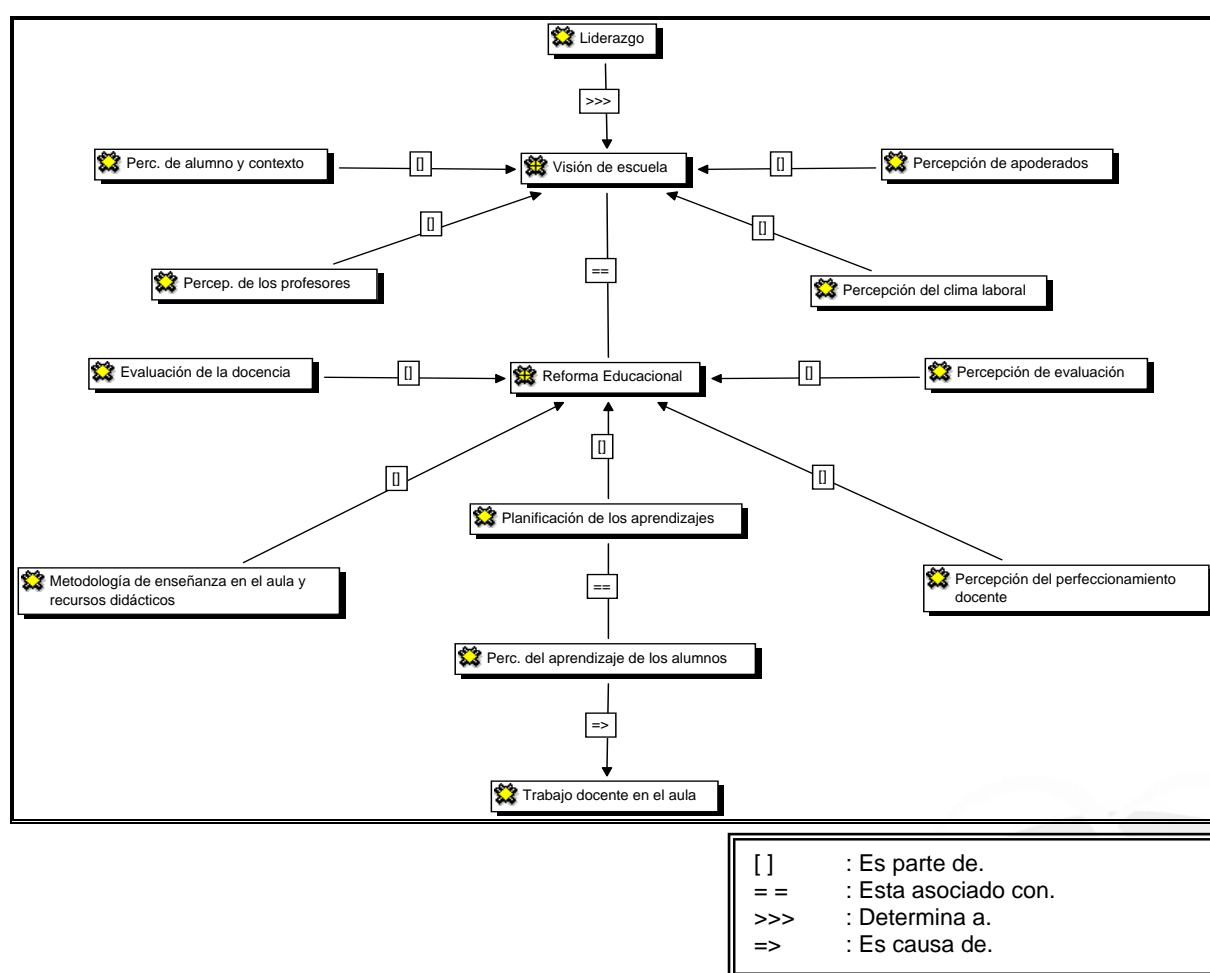 Liderazgo
>>>
Perc. de alumno y contexto
[]
Visión de escuela
[]
Percepción de apoderados
[]
[]
Percep. de los profesores
==
Percepción del clima laboral
Evaluación de la docencia
[]
Reforma Educacional
[]
Percepción de evaluación
[]
[]
[]
Planificación de los aprendizajes
Metodología de enseñanza en el aula y
recursos didácticos
==
Percepción del perfeccionamiento
docente
Perc. del aprendizaje de los alumnos
=>
Trabajo docente en el aula
[ ] : Es parte de.
= = : Esta asociado con.
>>> : Determina a.
=> : Es causa de.